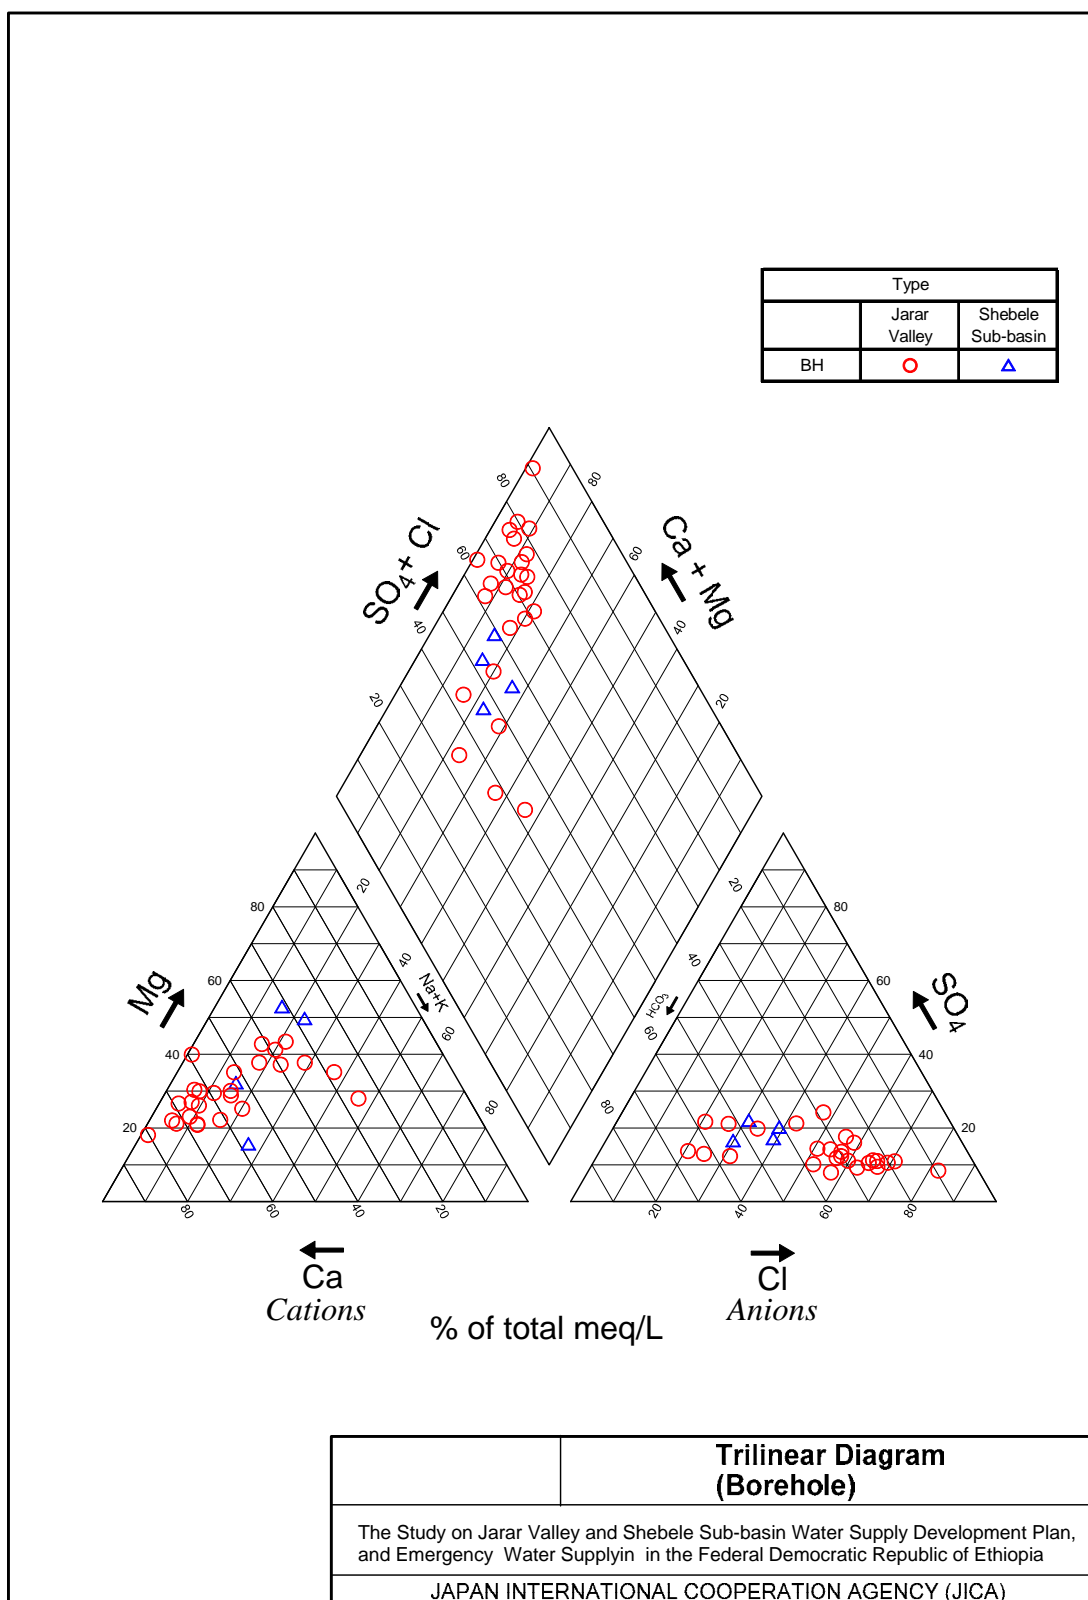 Type
Jarar Valley
Shebele Sub-basin
BH
80
80
SO4+ Cl
Ca + Mg
60
60
40
40
20
20
20
20
80
80
Mg
60
40
Na+K
60
40
20
80
HCO3
40
60
80
SO4
60
40
20
80
60
40
20
20
40
60
80
Ca
Cl
Cations
Anions
% of total meq/L
Trilinear Diagram
(Borehole)
The Study on Jarar Valley and Shebele Sub-basin Water Supply Development Plan,
and Emergency Water Supplyin in the Federal Democratic Republic of Ethiopia
JAPAN INTERNATIONAL COOPERATION AGENCY (JICA)